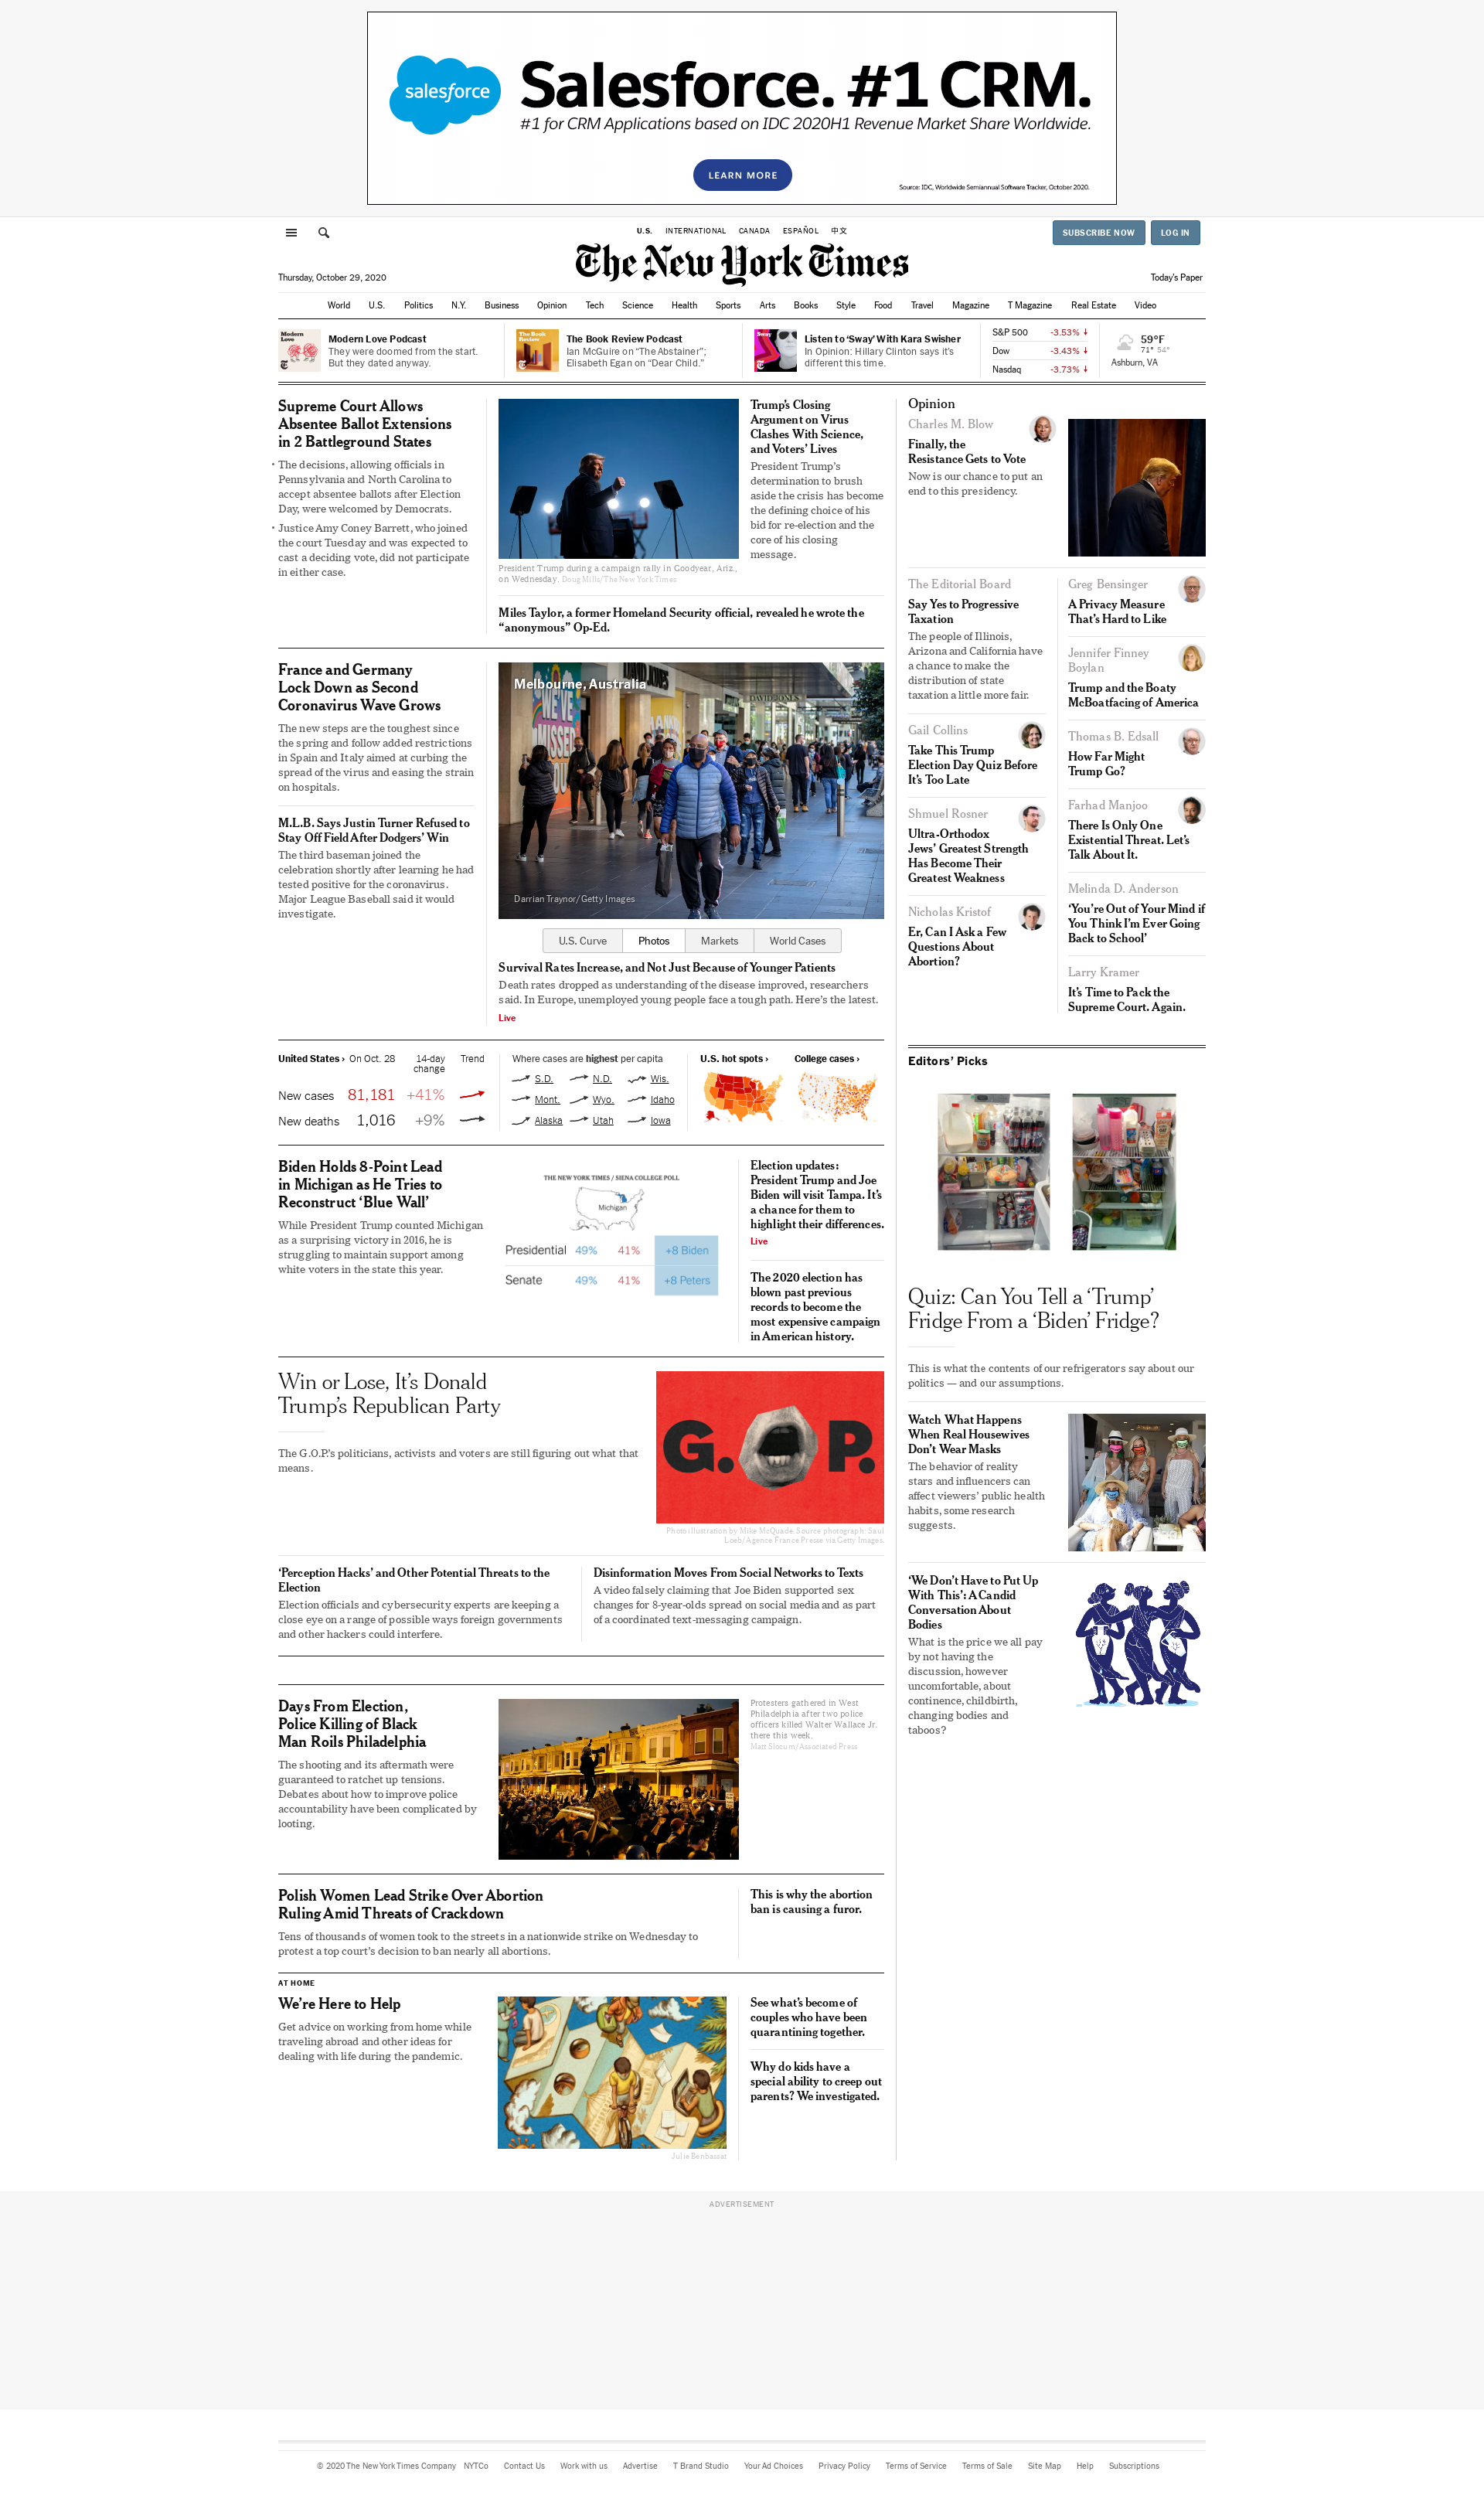 salesforce
Salesforce. #1 CRM.
#1 for CRM Applications based on IDC 2020H1 Revenue Market Share Worldwide.
LEARN MORE
Source: IDC, Worldwide Semiannual Software Tracker, October 2020.
U.S. INTERNATIONAL CANADA ESPAÑOL 中文
SUBSCRIBE NOW LOG IN
The New York Times
Thursday, October 29, 2020
Today's Paper
World U.S. Politics N.Y. Business Opinion Tech Science Health Sports Arts Books Style Food Travel Magazine T Magazine Real Estate Video
Modern Love
Modern Love Podcast
They were doomed from the start.
But they dated anyway.
The Book Review
The Book Review Podcast
Ian McGuire on “The Abstainer”;
Elisabeth Egan on “Dear Child.”
Sway
Listen to ‘Sway’ With Kara Swisher
In Opinion: Hillary Clinton says it’s
different this time.
S&P 500 -3.53%
Dow -3.43%
Nasdaq -3.73%
59°F
71° 54°
Ashburn, VA
Supreme Court Allows
Absentee Ballot Extensions
in 2 Battleground States
• The decisions, allowing officials in
Pennsylvania and North Carolina to
accept absentee ballots after Election
Day, were welcomed by Democrats.
• Justice Amy Coney Barrett, who joined
the court Tuesday and was expected to
cast a deciding vote, did not participate
in either case.
President Trump during a campaign rally in Goodyear, Ariz.,
on Wednesday. Doug Mills/The New York Times
Trump’s Closing
Argument on Virus
Clashes With Science,
and Voters’ Lives
President Trump’s
determination to brush
aside the crisis has become
the defining choice of his
bid for re-election and the
core of his closing
message.
Miles Taylor, a former Homeland Security official, revealed he wrote the
“anonymous” Op-Ed.
France and Germany
Lock Down as Second
Coronavirus Wave Grows
The new steps are the toughest since
the spring and follow added restrictions
in Spain and Italy aimed at curbing the
spread of the virus and easing the strain
on hospitals.
M.L.B. Says Justin Turner Refused to
Stay Off Field After Dodgers’ Win
The third baseman joined the
celebration shortly after learning he had
tested positive for the coronavirus.
Major League Baseball said it would
investigate.
Melbourne, Australia
DAVID JONES
WE'VE
MISSED
Darrian Traynor/Getty Images
U.S. Curve Photos Markets World Cases
Survival Rates Increase, and Not Just Because of Younger Patients
Death rates dropped as understanding of the disease improved, researchers
said. In Europe, unemployed young people face a tough path. Here’s the latest.
Live
United States › On Oct. 28 14-day change Trend
New cases 81,181 +41%
New deaths 1,016 +9%
Where cases are highest per capita
S.D. N.D. Wis.
Mont. Wyo. Idaho
Alaska Utah Iowa
U.S. hot spots › College cases ›
Biden Holds 8-Point Lead
in Michigan as He Tries to
Reconstruct ‘Blue Wall’
While President Trump counted Michigan
as a surprising victory in 2016, he is
struggling to maintain support among
white voters in the state this year.
THE NEW YORK TIMES / SIENA COLLEGE POLL
Michigan
Presidential 49% 41% +8 Biden
Senate 49% 41% +8 Peters
Election updates:
President Trump and Joe
Biden will visit Tampa. It’s
a chance for them to
highlight their differences.
Live
The 2020 election has
blown past previous
records to become the
most expensive campaign
in American history.
Win or Lose, It’s Donald
Trump’s Republican Party
The G.O.P.’s politicians, activists and voters are still figuring out what that
means.
G. P.
Photo illustration by Mike McQuade. Source photograph: Saul
Loeb/Agence France Presse via Getty Images.
‘Perception Hacks’ and Other Potential Threats to the
Election
Election officials and cybersecurity experts are keeping a
close eye on a range of possible ways foreign governments
and other hackers could interfere.
Disinformation Moves From Social Networks to Texts
A video falsely claiming that Joe Biden supported sex
changes for 8-year-olds spread on social media and as part
of a coordinated text-messaging campaign.
Days From Election,
Police Killing of Black
Man Roils Philadelphia
The shooting and its aftermath were
guaranteed to ratchet up tensions.
Debates about how to improve police
accountability have been complicated by
looting.
Protesters gathered in West
Philadelphia after two police
officers killed Walter Wallace Jr.
there this week.
Matt Slocum/Associated Press
Polish Women Lead Strike Over Abortion
Ruling Amid Threats of Crackdown
Tens of thousands of women took to the streets in a nationwide strike on Wednesday to
protest a top court’s decision to ban nearly all abortions.
This is why the abortion
ban is causing a furor.
AT HOME
We’re Here to Help
Get advice on working from home while
traveling abroad and other ideas for
dealing with life during the pandemic.
Julie Benbassat
See what’s become of
couples who have been
quarantining together.
Why do kids have a
special ability to creep out
parents? We investigated.
Opinion
Charles M. Blow
Finally, the
Resistance Gets to Vote
Now is our chance to put an
end to this presidency.
The Editorial Board
Say Yes to Progressive
Taxation
The people of Illinois,
Arizona and California have
a chance to make the
distribution of state
taxation a little more fair.
Gail Collins
Take This Trump
Election Day Quiz Before
It’s Too Late
Shmuel Rosner
Ultra-Orthodox
Jews’ Greatest Strength
Has Become Their
Greatest Weakness
Nicholas Kristof
Er, Can I Ask a Few
Questions About
Abortion?
Greg Bensinger
A Privacy Measure
That’s Hard to Like
Jennifer Finney
Boylan
Trump and the Boaty
McBoatfacing of America
Thomas B. Edsall
How Far Might
Trump Go?
Farhad Manjoo
There Is Only One
Existential Threat. Let’s
Talk About It.
Melinda D. Anderson
‘You’re Out of Your Mind if
You Think I’m Ever Going
Back to School’
Larry Kramer
It’s Time to Pack the
Supreme Court. Again.
Editors’ Picks
Quiz: Can You Tell a ‘Trump’
Fridge From a ‘Biden’ Fridge?
This is what the contents of our refrigerators say about our
politics — and our assumptions.
Watch What Happens
When Real Housewives
Don’t Wear Masks
The behavior of reality
stars and influencers can
affect viewers’ public health
habits, some research
suggests.
‘We Don’t Have to Put Up
With This’: A Candid
Conversation About
Bodies
What is the price we all pay
by not having the
discussion, however
uncomfortable, about
continence, childbirth,
changing bodies and
taboos?
ADVERTISEMENT
© 2020 The New York Times Company NYTCo Contact Us Work with us Advertise T Brand Studio Your Ad Choices Privacy Policy Terms of Service Terms of Sale Site Map Help Subscriptions